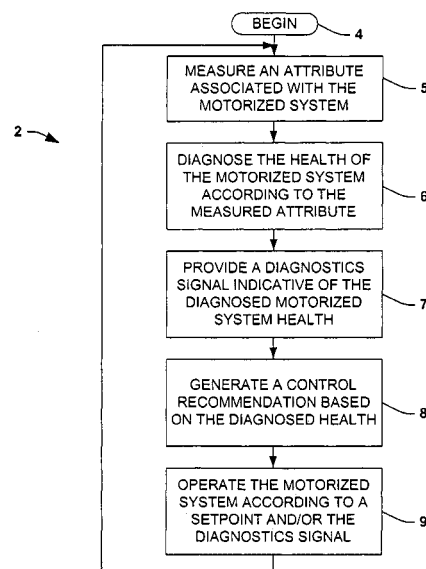 BEGIN
4
MEASURE AN ATTRIBUTE
ASSOCIATED WITH THE
MOTORIZED SYSTEM
5
2
DIAGNOSE THE HEALTH OF
THE MOTORIZED SYSTEM
ACCORDING TO THE
MEASURED ATTRIBUTE
6
PROVIDE A DIAGNOSTICS
SIGNAL INDICATIVE OF THE
DIAGNOSED MOTORIZED
SYSTEM HEALTH
7
GENERATE A CONTROL
RECOMMENDATION BASED
ON THE DIAGNOSED HEALTH
8
OPERATE THE MOTORIZED
SYSTEM ACCORDING TO A
SETPOINT AND/OR THE
DIAGNOSTICS SIGNAL
9